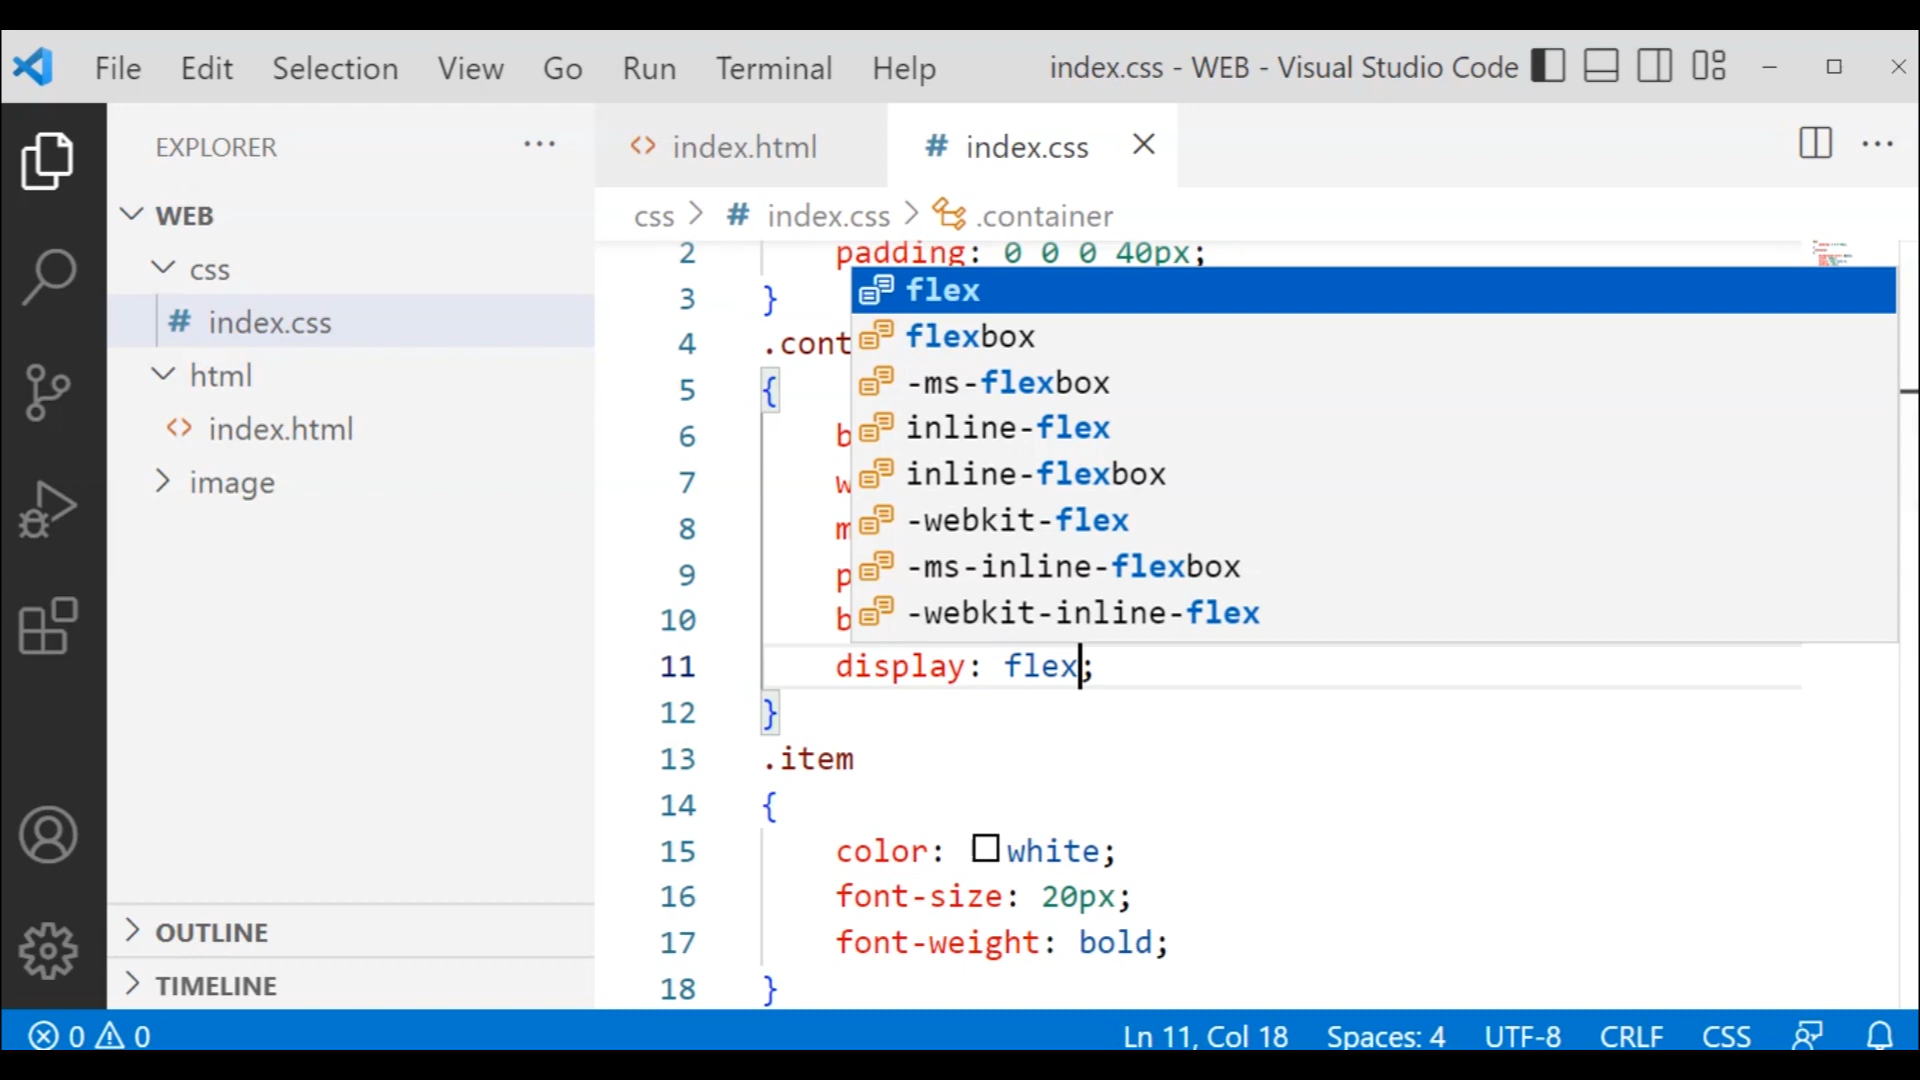 File Edit Selection View Go Run Terminal Help index.css - WEB - Visual Studio Code
EXPLORER
WEB
css
# index.css
html
<> index.html
image
OUTLINE
TIMELINE
<> index.html # index.css
css > # index.css > .container
2 padding: 0 0 0 40px;
3 }
4 .cont
5 {
6 b
7 w
8 m
9 p
10 b
flex
flexbox
-ms-flexbox
inline-flex
inline-flexbox
-webkit-flex
-ms-inline-flexbox
-webkit-inline-flex
11 display: flex;
12 }
13 .item
14 {
15 color: white;
16 font-size: 20px;
17 font-weight: bold;
18 }
0 0 Ln 11, Col 18 Spaces: 4 UTF-8 CRLF CSS